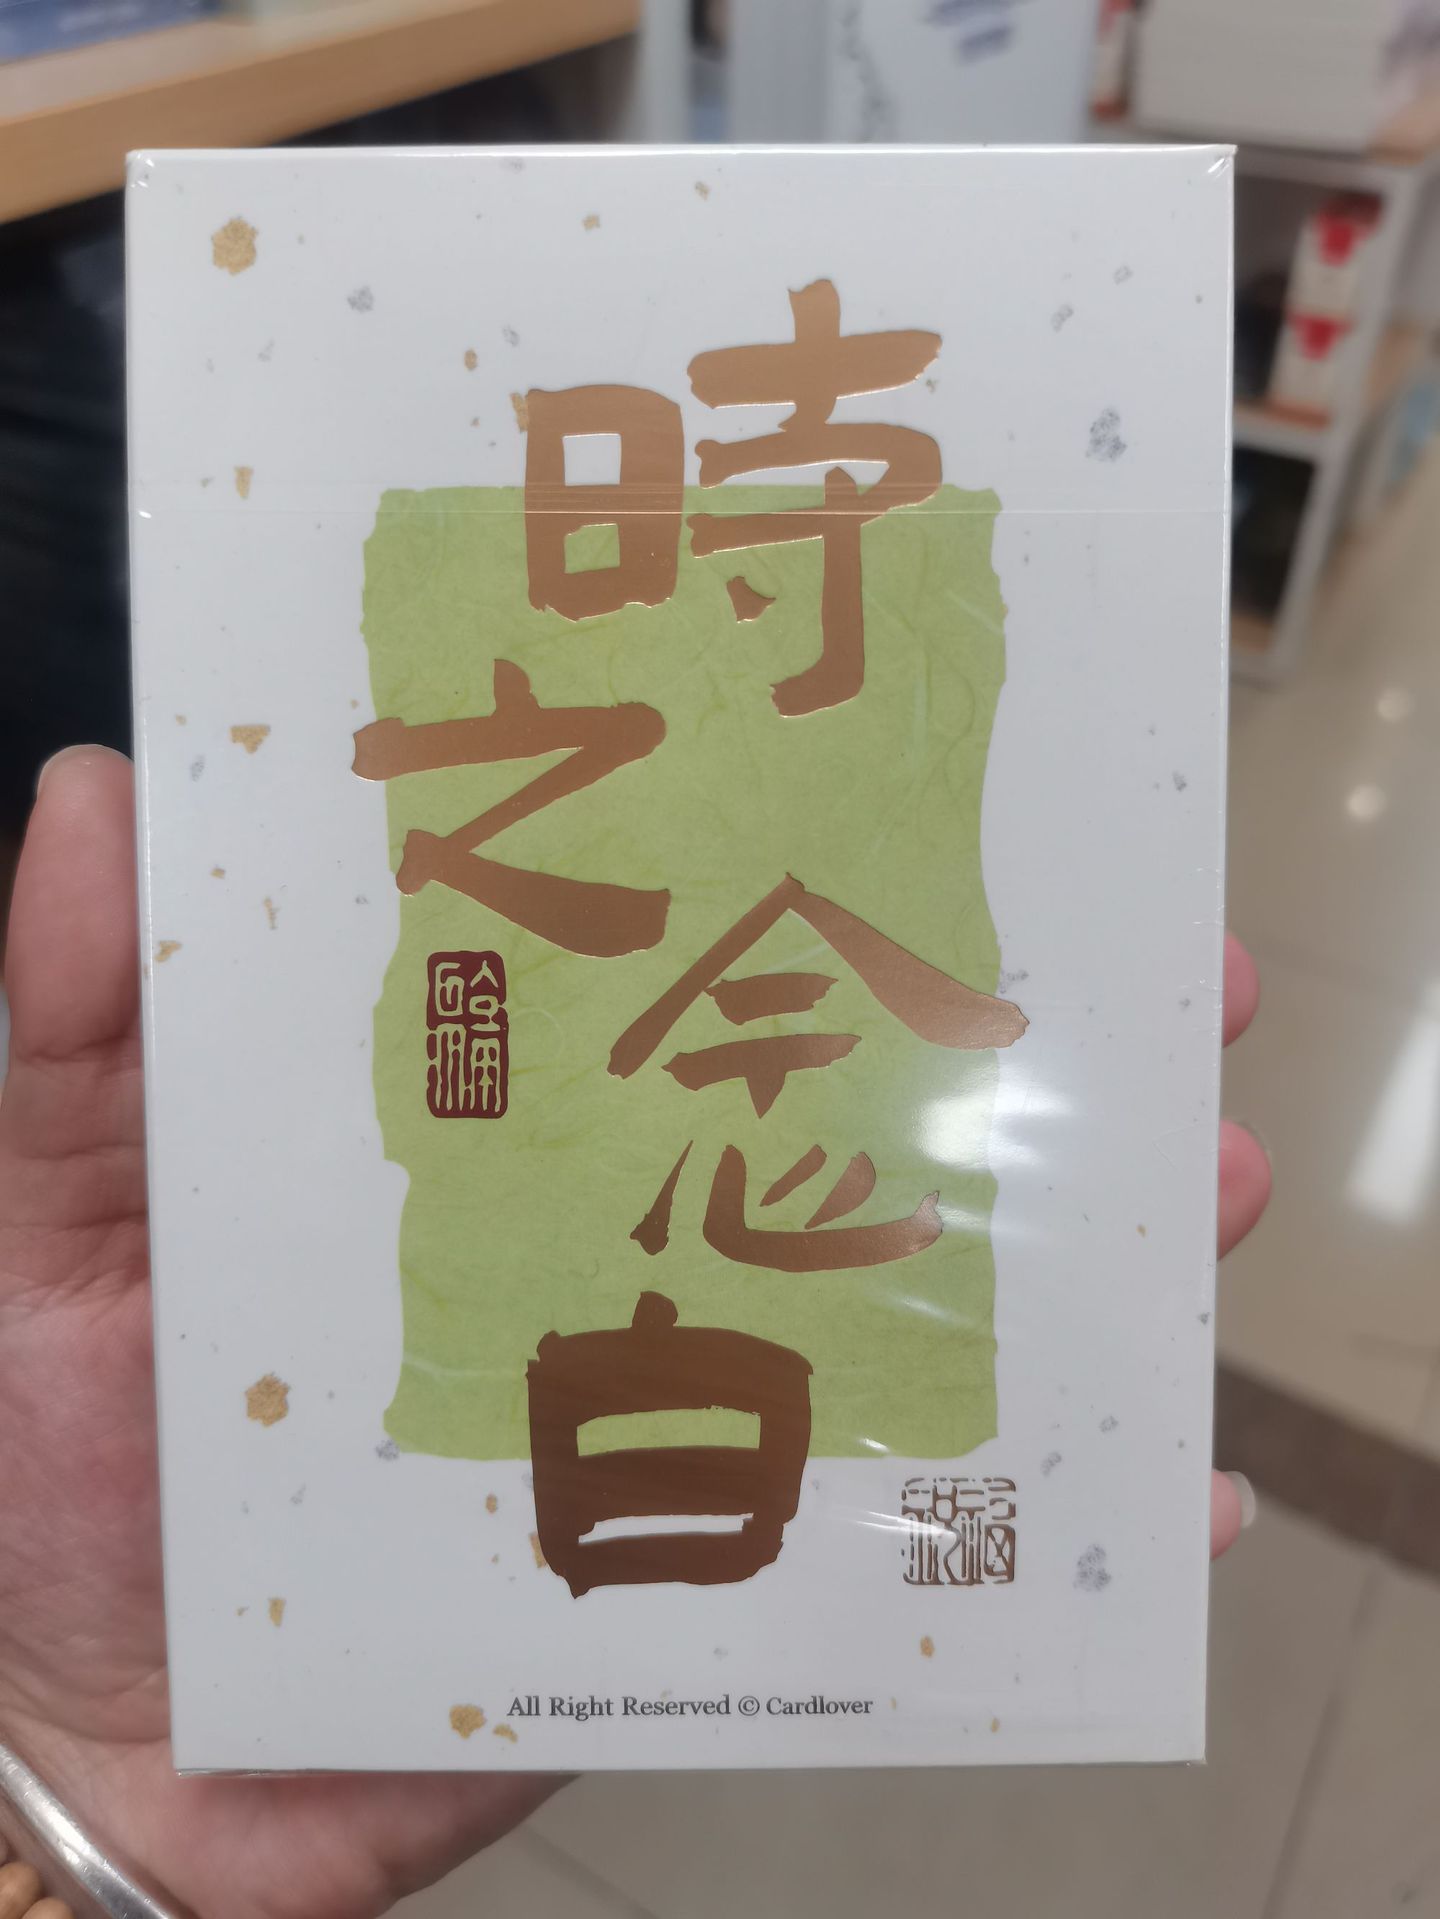 時之念白
All Right Reserved © Cardlover